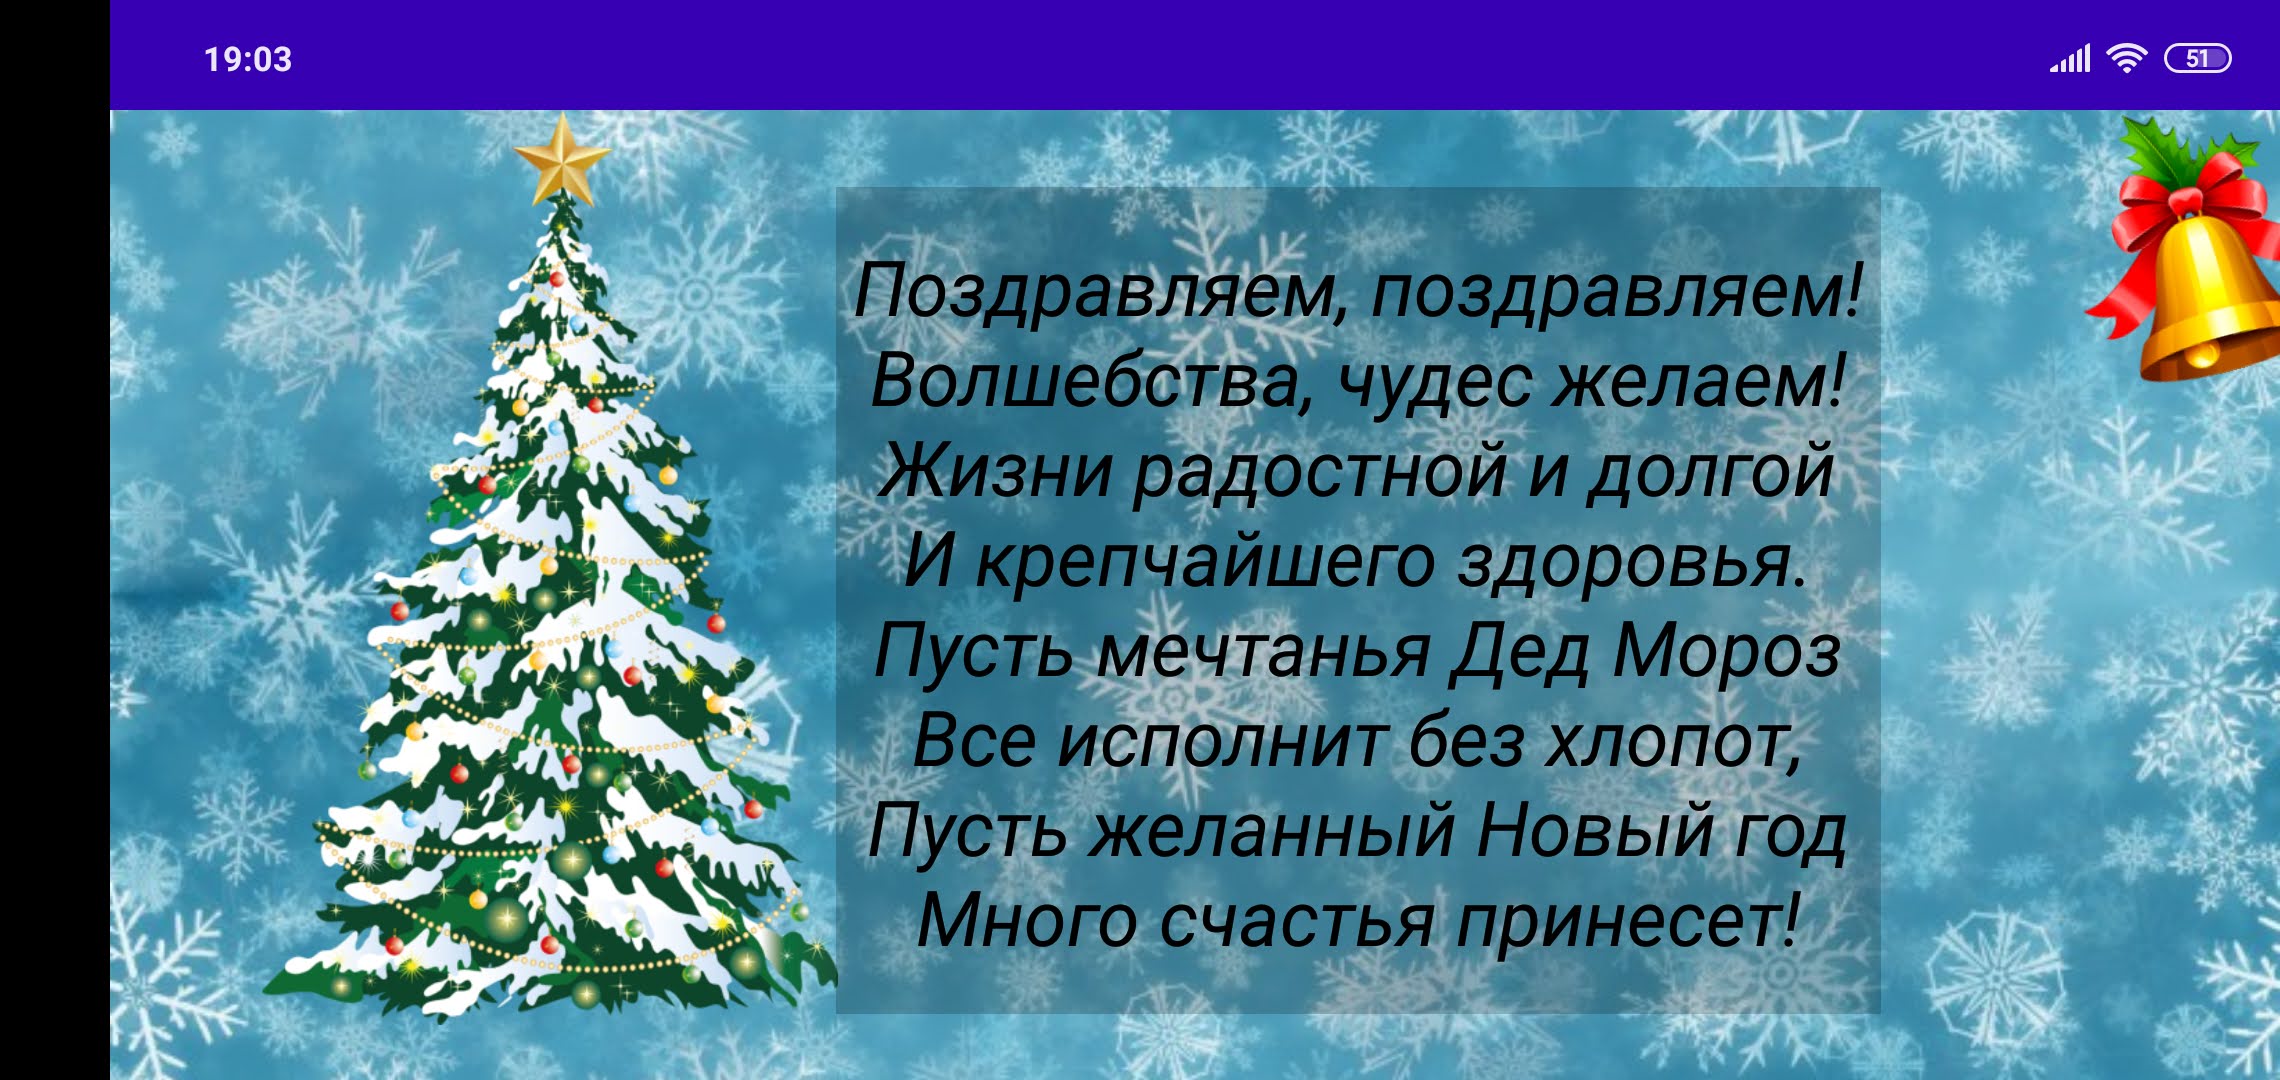 19:03
51
Поздравляем, поздравляем!
Волшебства, чудес желаем!
Жизни радостной и долгой
И крепчайшего здоровья.
Пусть мечтанья Дед Мороз
Все исполнит без хлопот,
Пусть желанный Новый год
Много счастья принесет!